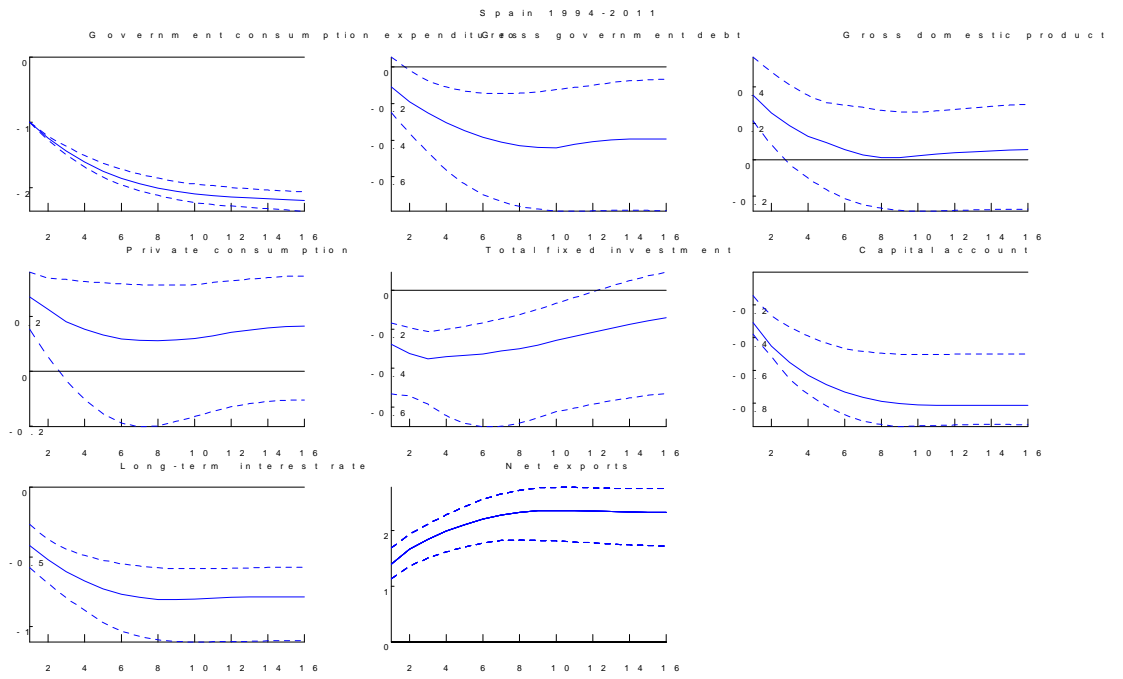 Spain 1994-2011
Government consumption expenditures
Gross government debt
Gross domestic product
0
-1
-2
2 4 6 8 10 12 14 16
0
-0.2
-0.4
-0.6
2 4 6 8 10 12 14 16
0.4
0.2
0
-0.2
2 4 6 8 10 12 14 16
Private consumption
Total fixed investment
Capital account
0.2
0
-0.2
2 4 6 8 10 12 14 16
0
-0.2
-0.4
-0.6
2 4 6 8 10 12 14 16
-0.2
-0.4
-0.6
-0.8
2 4 6 8 10 12 14 16
Long-term interest rate
Net exports
0
-0.5
-1
2 4 6 8 10 12 14 16
2
1
0
2 4 6 8 10 12 14 16